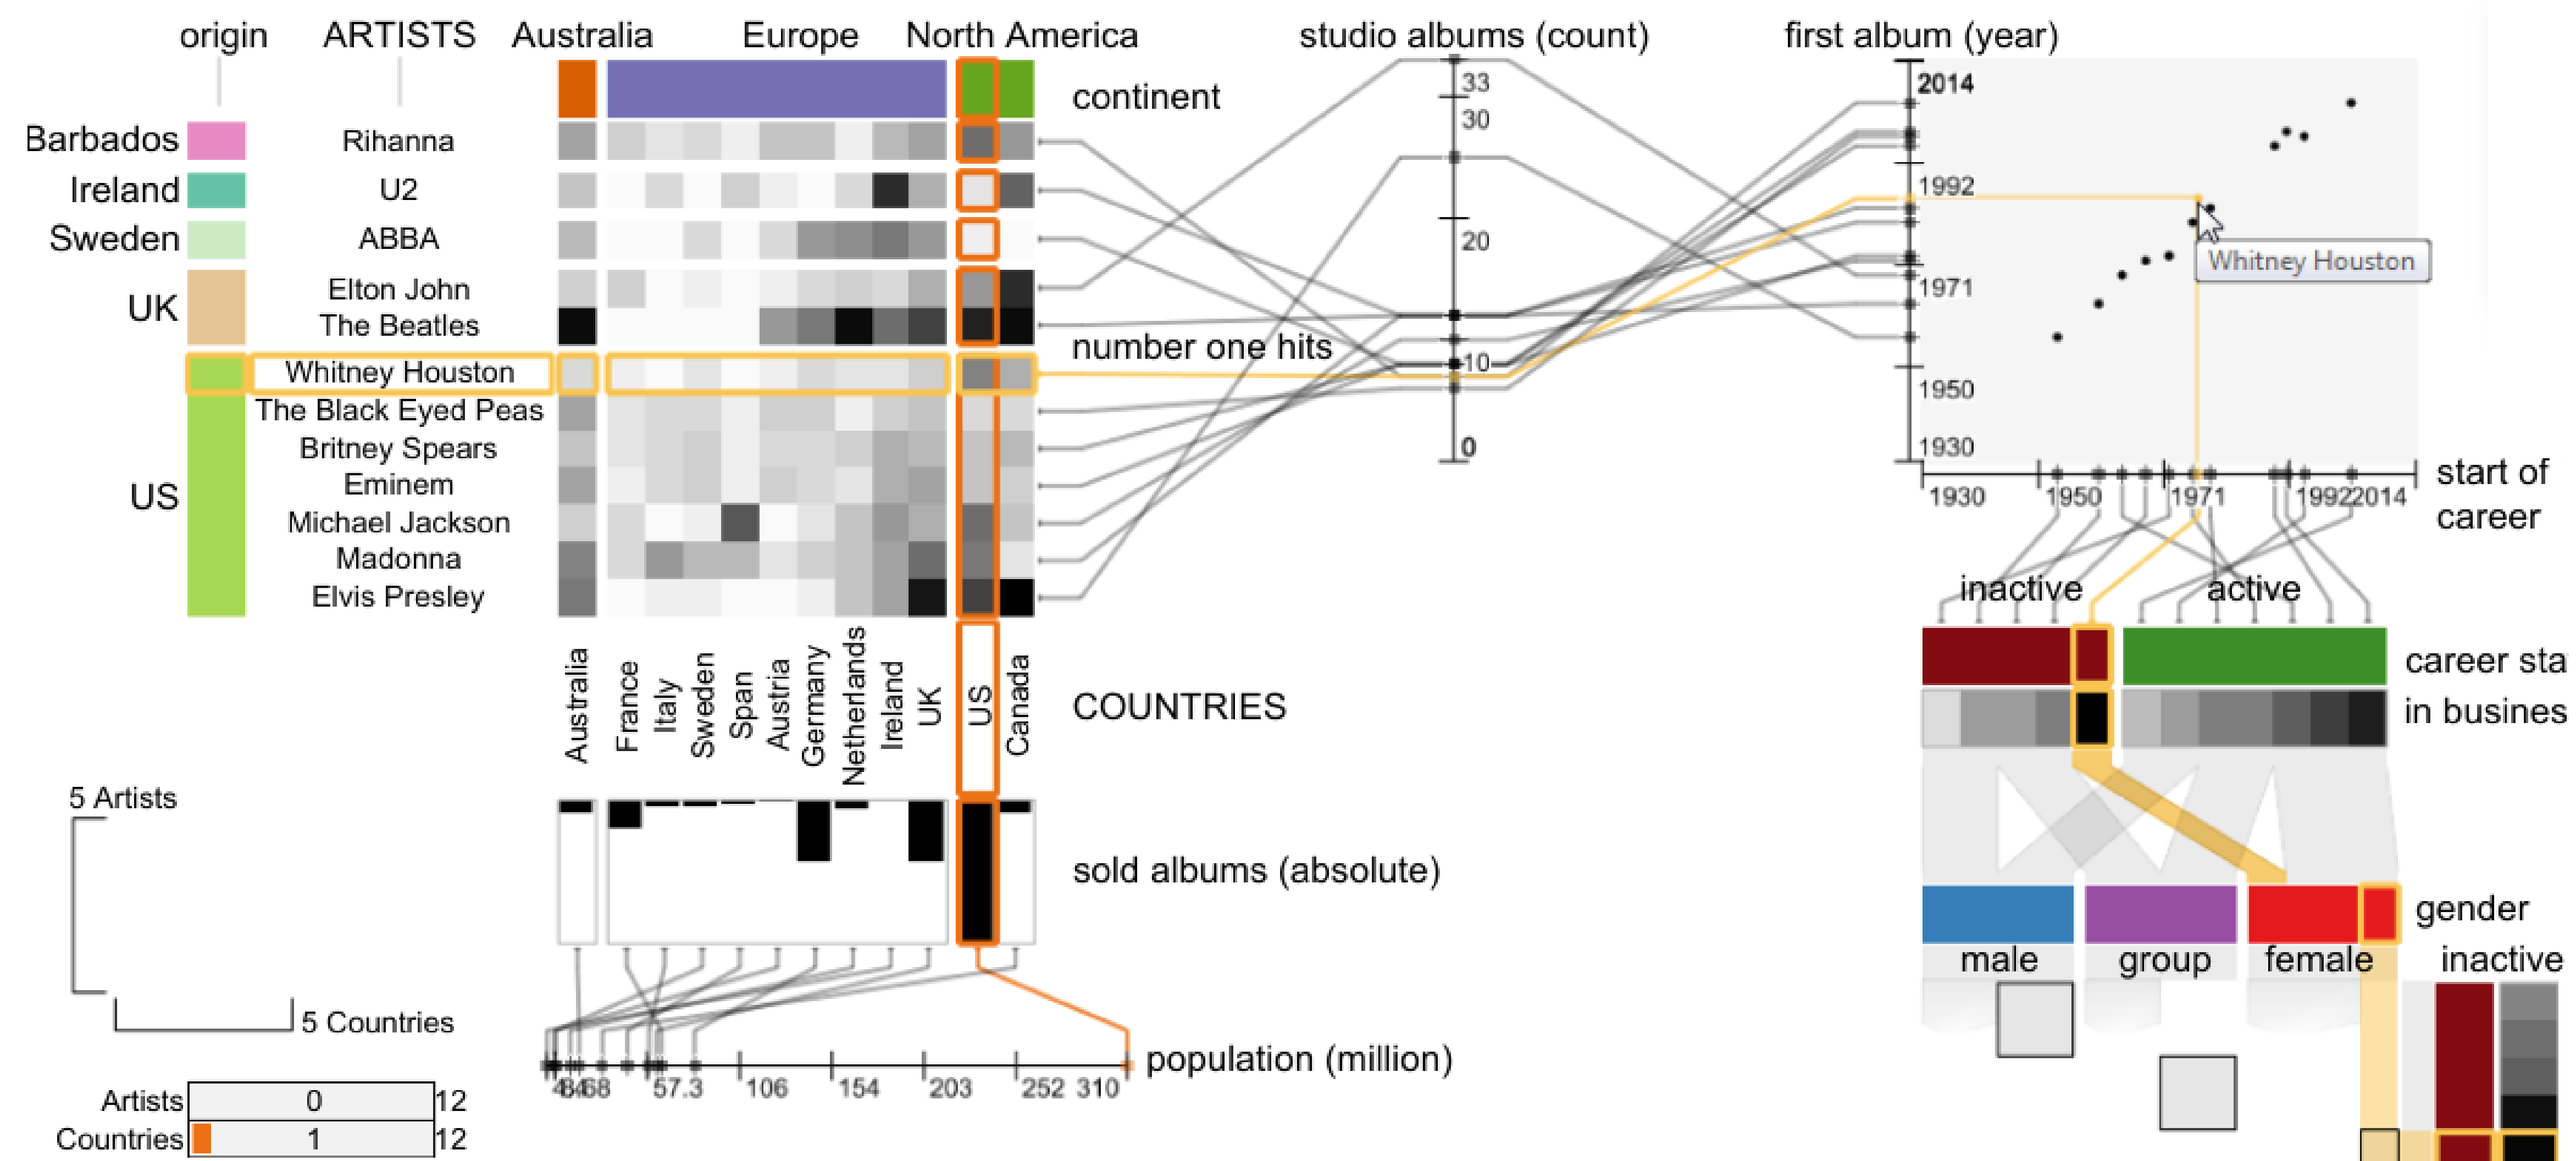 origin
ARTISTS
Australia
Europe
North America
studio albums (count)
first album (year)
continent
Barbados
Rihanna
Ireland
U2
Sweden
ABBA
UK
Elton John
The Beatles
number one hits
US
Whitney Houston
The Black Eyed Peas
Britney Spears
Eminem
Michael Jackson
Madonna
Elvis Presley
33
30
20
10
0
2014
1992
1971
1950
1930
Whitney Houston
1930
1950
1971
1992
2014
start of
career
inactive
active
career sta
in busines
Australia
France
Italy
Sweden
Span
Austria
Germany
Netherlands
Ireland
UK
US
Canada
COUNTRIES
sold albums (absolute)
5 Artists
5 Countries
57.3
106
154
203
252
310
population (million)
gender
male
group
female
inactive
Artists
0
12
Countries
1
12